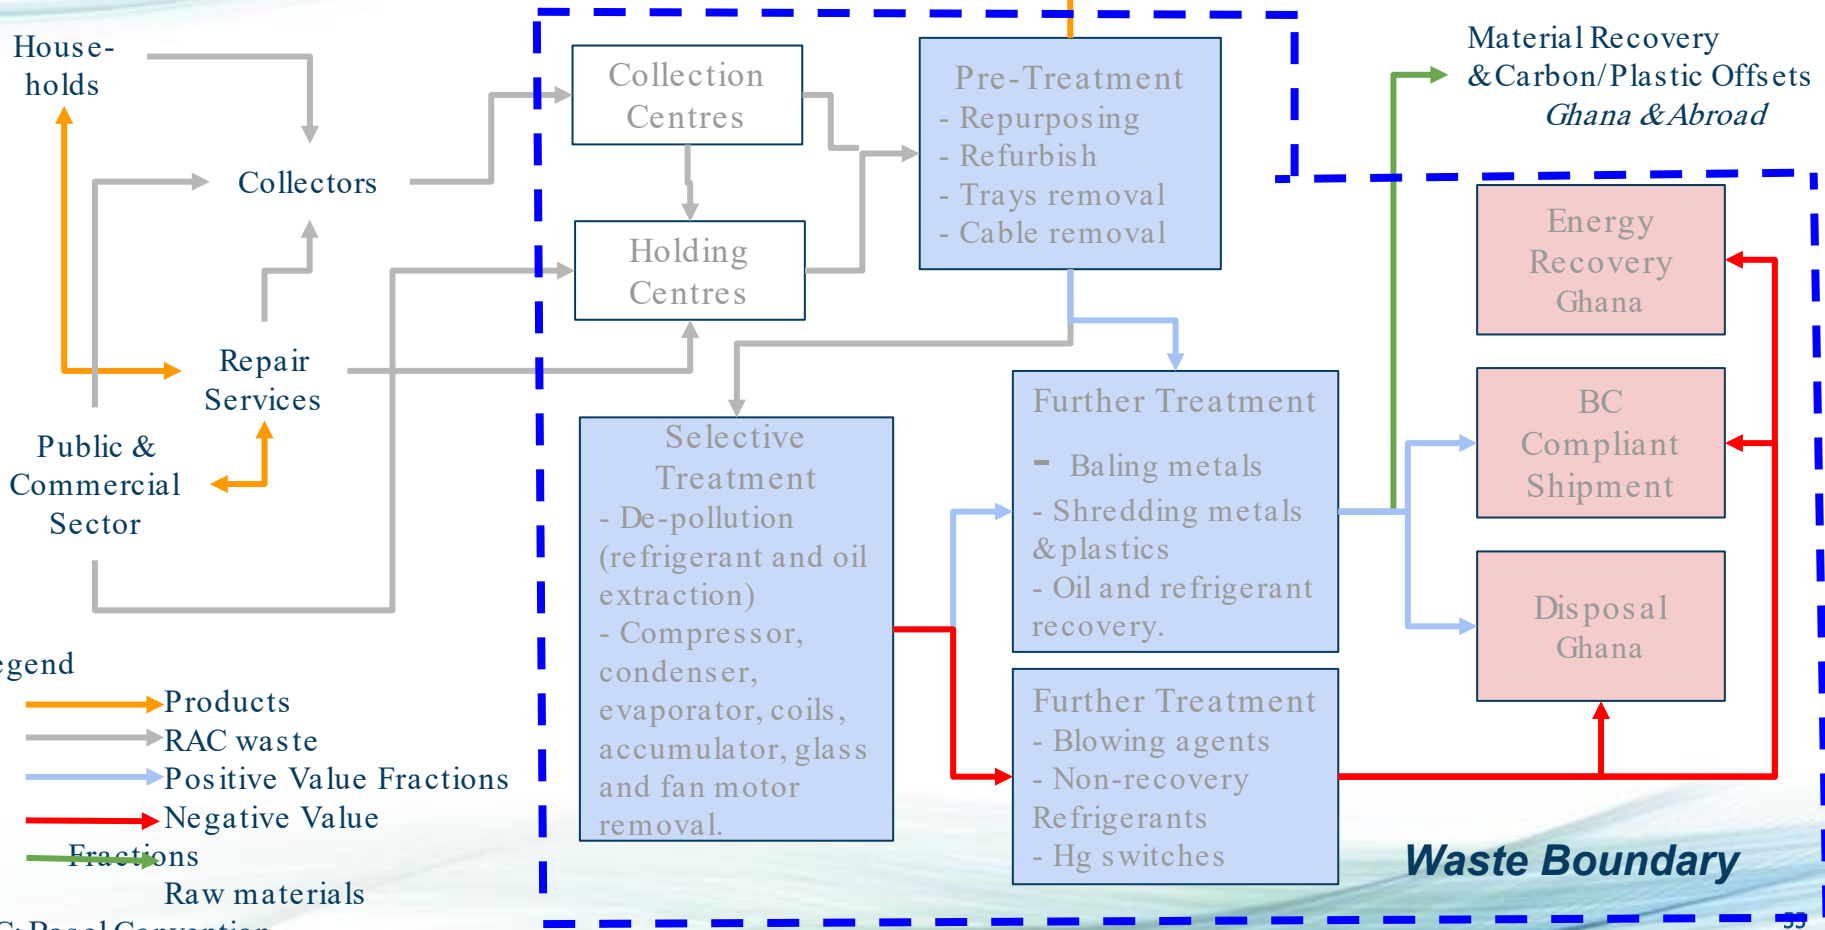 House-
holds
Collectors
Repair
Services
Public &
Commercial
Sector
Collection
Centres
Holding
Centres
Pre-Treatment
- Repurposing
- Refurbish
- Trays removal
- Cable removal
Selective
Treatment
- De-pollution
(refrigerant and oil
extraction)
- Compressor,
condenser,
evaporator, coils,
accumulator, glass
and fan motor
removal.
Further Treatment
- Baling metals
- Shredding metals
& plastics
- Oil and refrigerant
recovery.
Further Treatment
- Blowing agents
- Non-recovery
Refrigerants
- Hg switches
Material Recovery
& Carbon/Plastic Offsets
Ghana & Abroad
Energy
Recovery
Ghana
BC
Compliant
Shipment
Disposal
Ghana
Waste Boundary
egend
Products
RAC waste
Positive Value Fractions
Negative Value
Fractions
Raw materials
C: Basel Convention
55